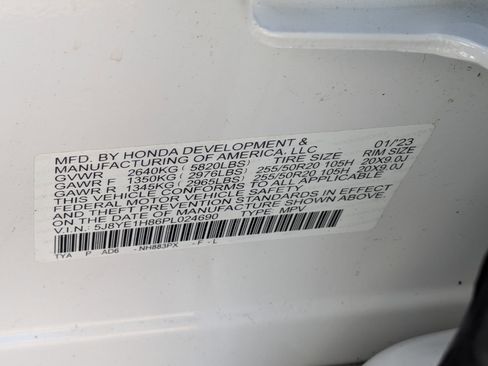 MFD. BY HONDA DEVELOPMENT & 01/'23
MANUFACTURING OF AMERICA, LLC
GVWR 2640KG ( 5820LBS) TIRE SIZE RIM SIZE
GAWR F 1350KG ( 2976LBS) 255/50R20 105H 20X9.0J
GAWR R 1345KG ( 2965LBS) 255/50R20 105H 20X9.0J
THIS VEHICLE CONFORMS TO ALL APPLICABLE
FEDERAL MOTOR VEHICLE SAFETY
AND THEFT PREVENTION STANDARDS IN EFFECT
ON THE DATE OF MANUFACTURE SHOWN ABOVE.
V.I.N.: 5J8YE1H86PL024690 TYPE: MPV
TYA P AD6 -NH883PX -F-L